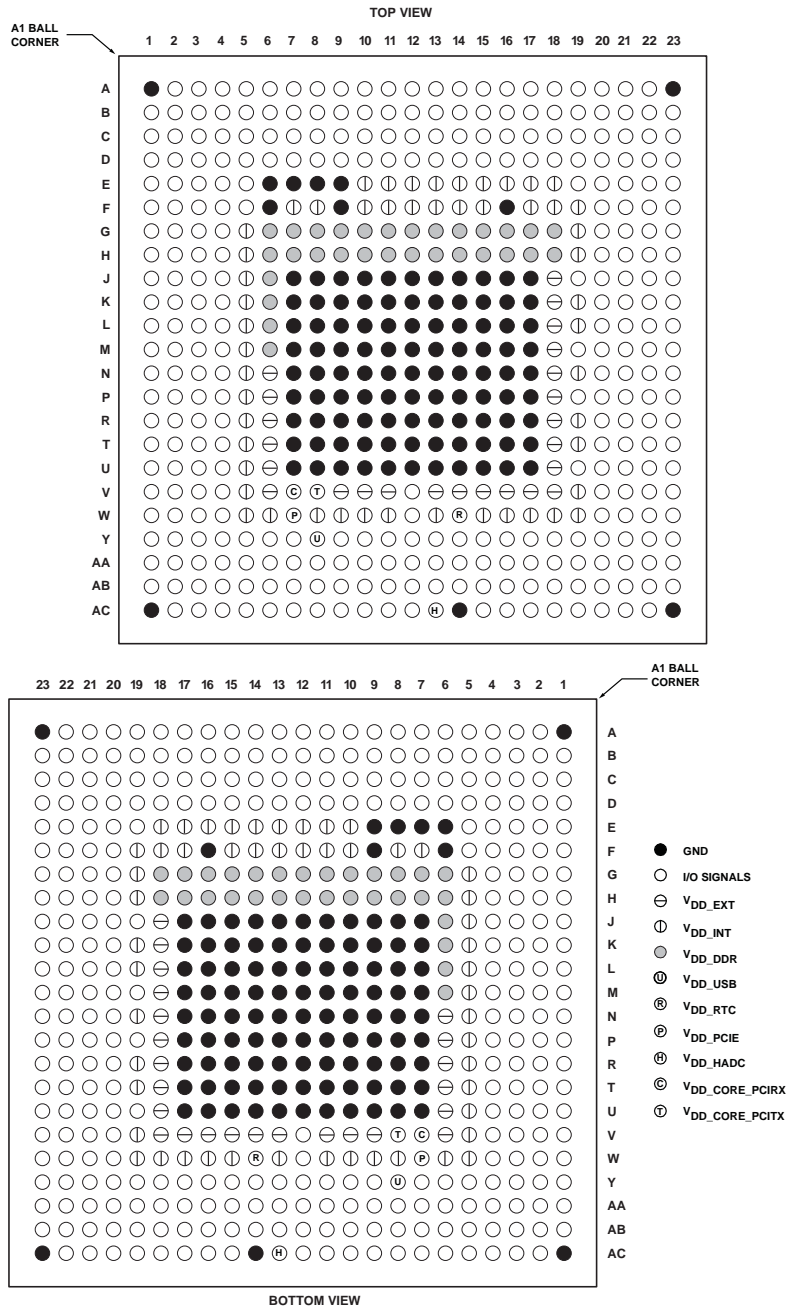 TOP VIEW
A1 BALL
CORNER
1 2 3 4 5 6 7 8 9 10 11 12 13 14 15 16 17 18 19 20 21 22 23
A
B
C
D
E
F
G
H
J
K
L
M
N
P
R
T
U
V C T
W P R
Y U
AA
AB
AC H
A1 BALL
CORNER
23 22 21 20 19 18 17 16 15 14 13 12 11 10 9 8 7 6 5 4 3 2 1
A
B
C
D
E
F
G
H
J
K
L
M
N
P
R
T
U
T C V
R P W
U Y
AA
AB
H AC
GND
I/O SIGNALS
VDD_EXT
VDD_INT
VDD_DDR
U VDD_USB
R VDD_RTC
P VDD_PCIE
H VDD_HADC
C VDD_CORE_PCIRX
T VDD_CORE_PCITX
BOTTOM VIEW